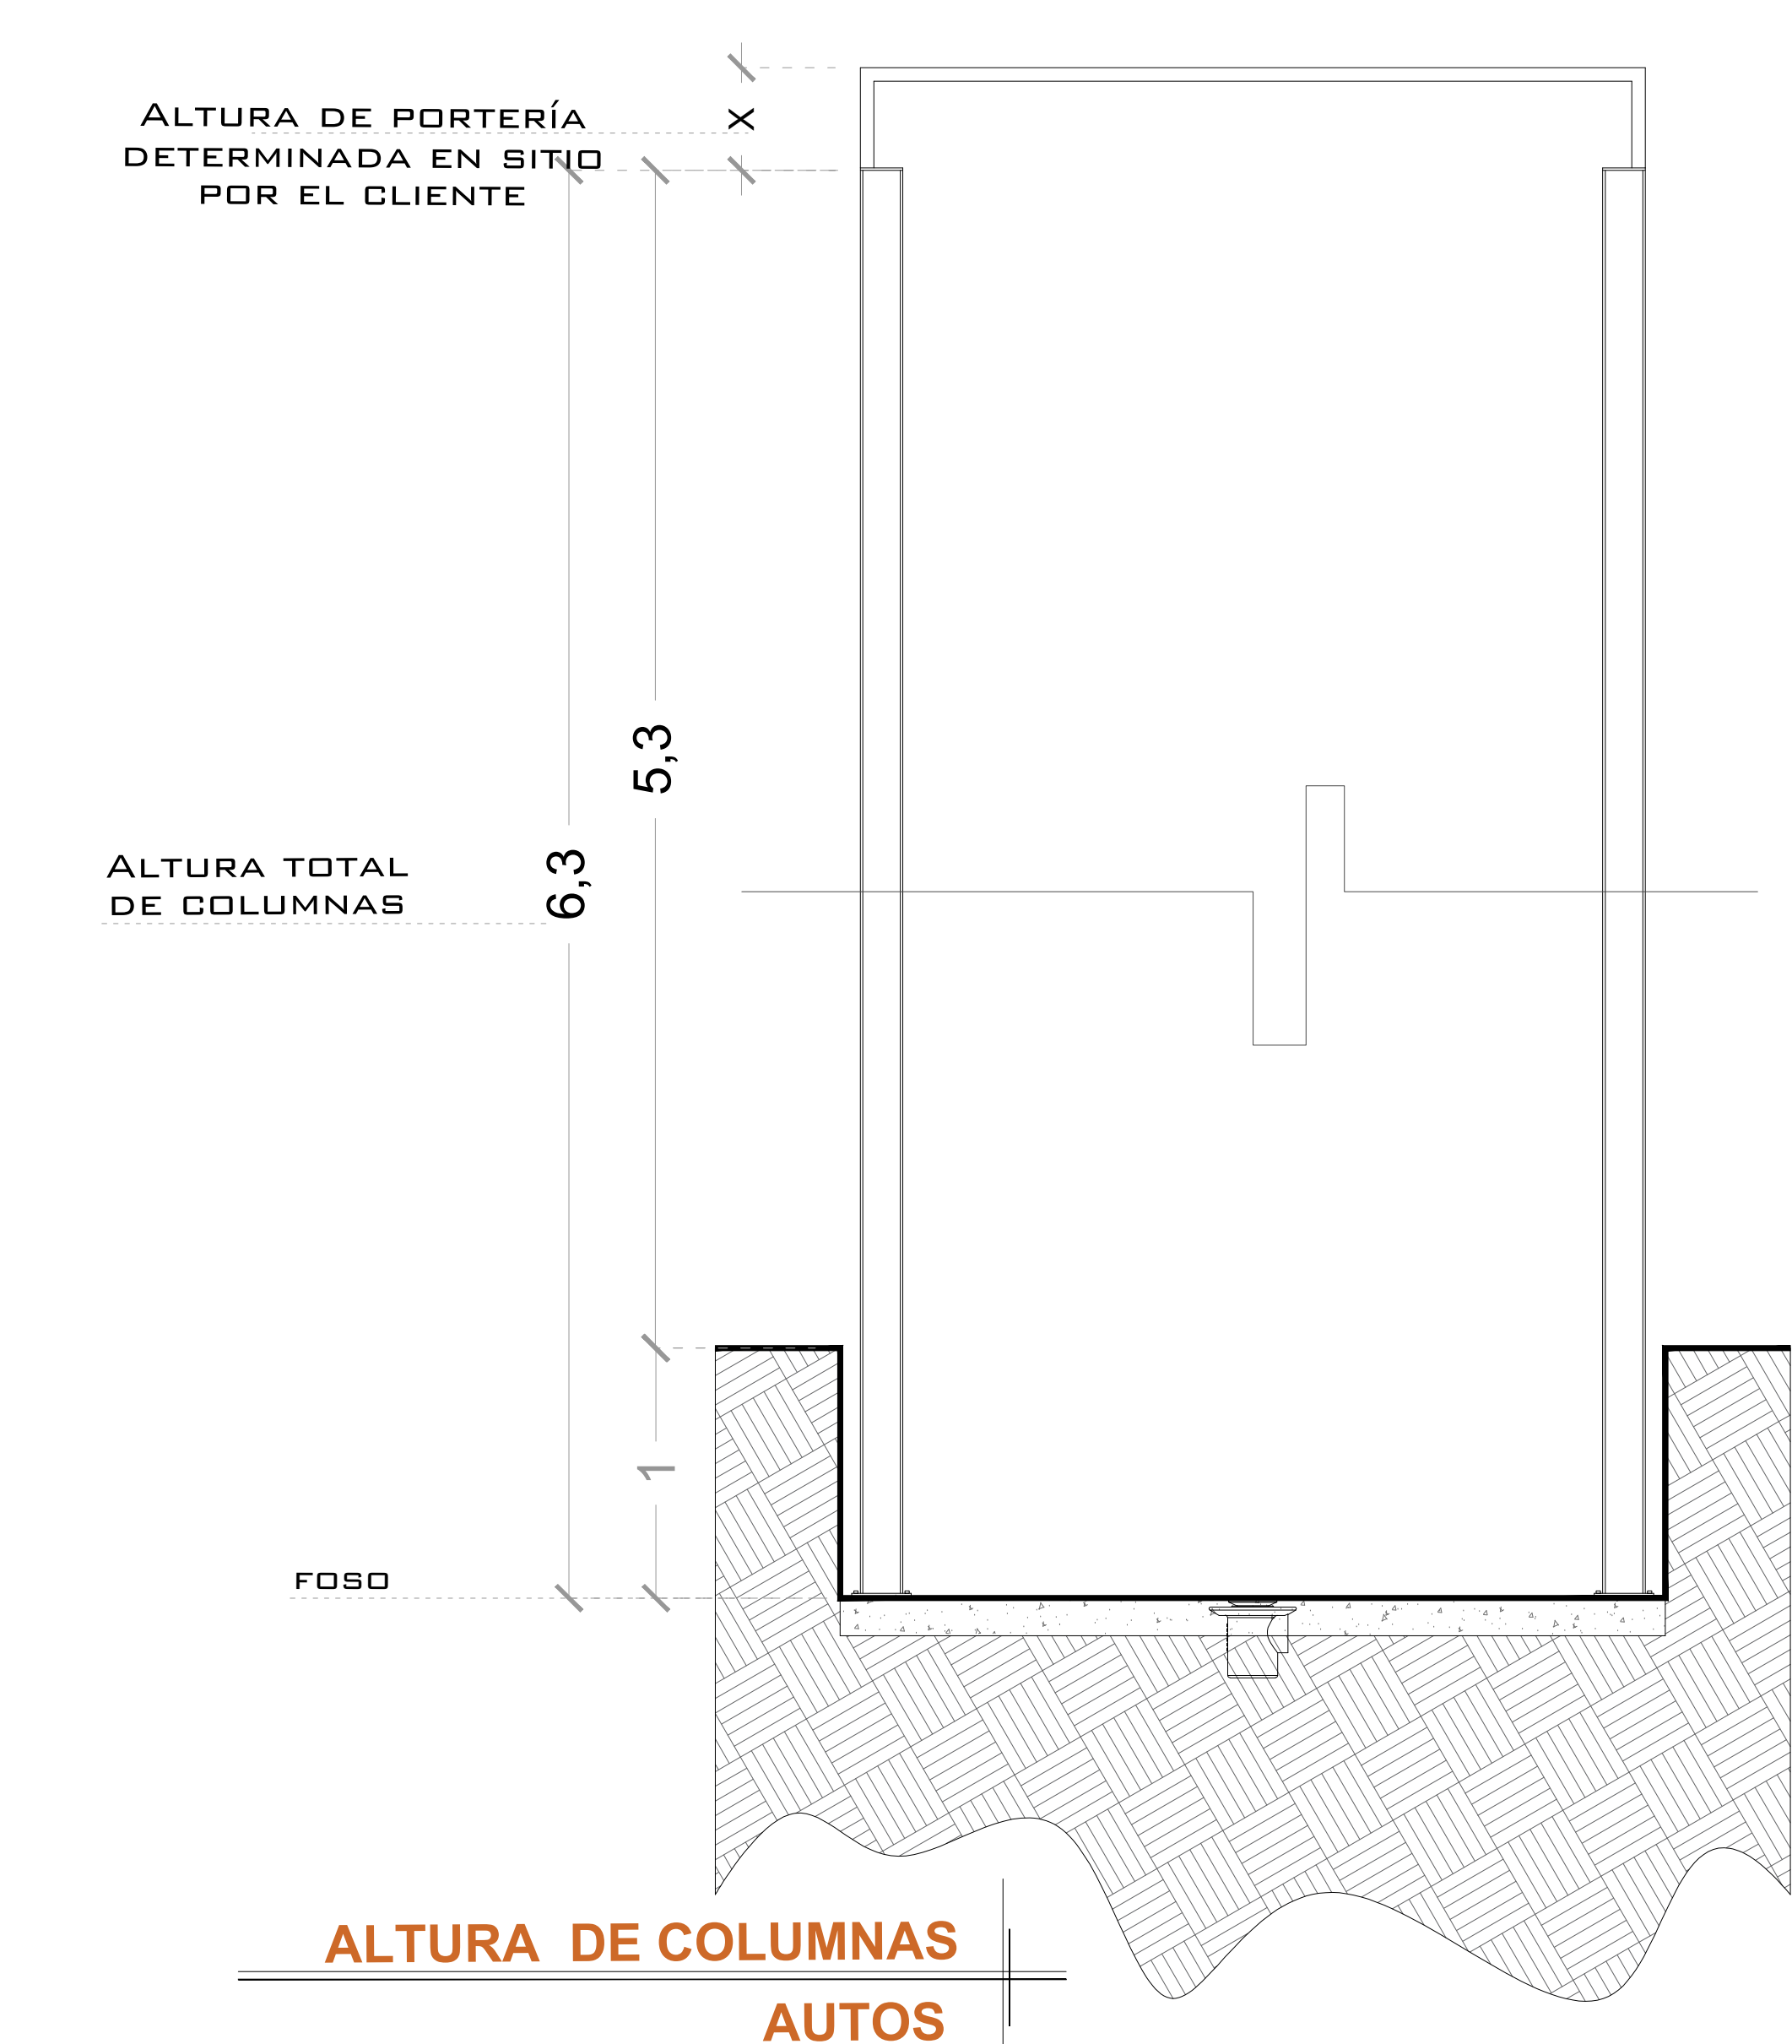 x
Altura de portería
determinada en sitio
por el cliente
5,3
6,3
Altura total
de columnas
1
foso
ALTURA DE COLUMNAS
AUTOS